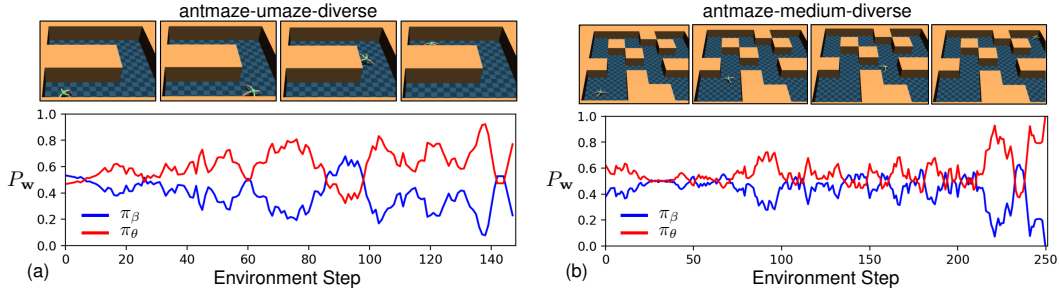 antmaze-umaze-diverse
1.0
0.8
0.6
0.4
0.2
0.0
P_w
π_β
π_θ
0 20 40 60 80 100 120 140
(a) Environment Step
antmaze-medium-diverse
1.0
0.8
0.6
0.4
0.2
0.0
P_w
π_β
π_θ
0 50 100 150 200 250
(b) Environment Step